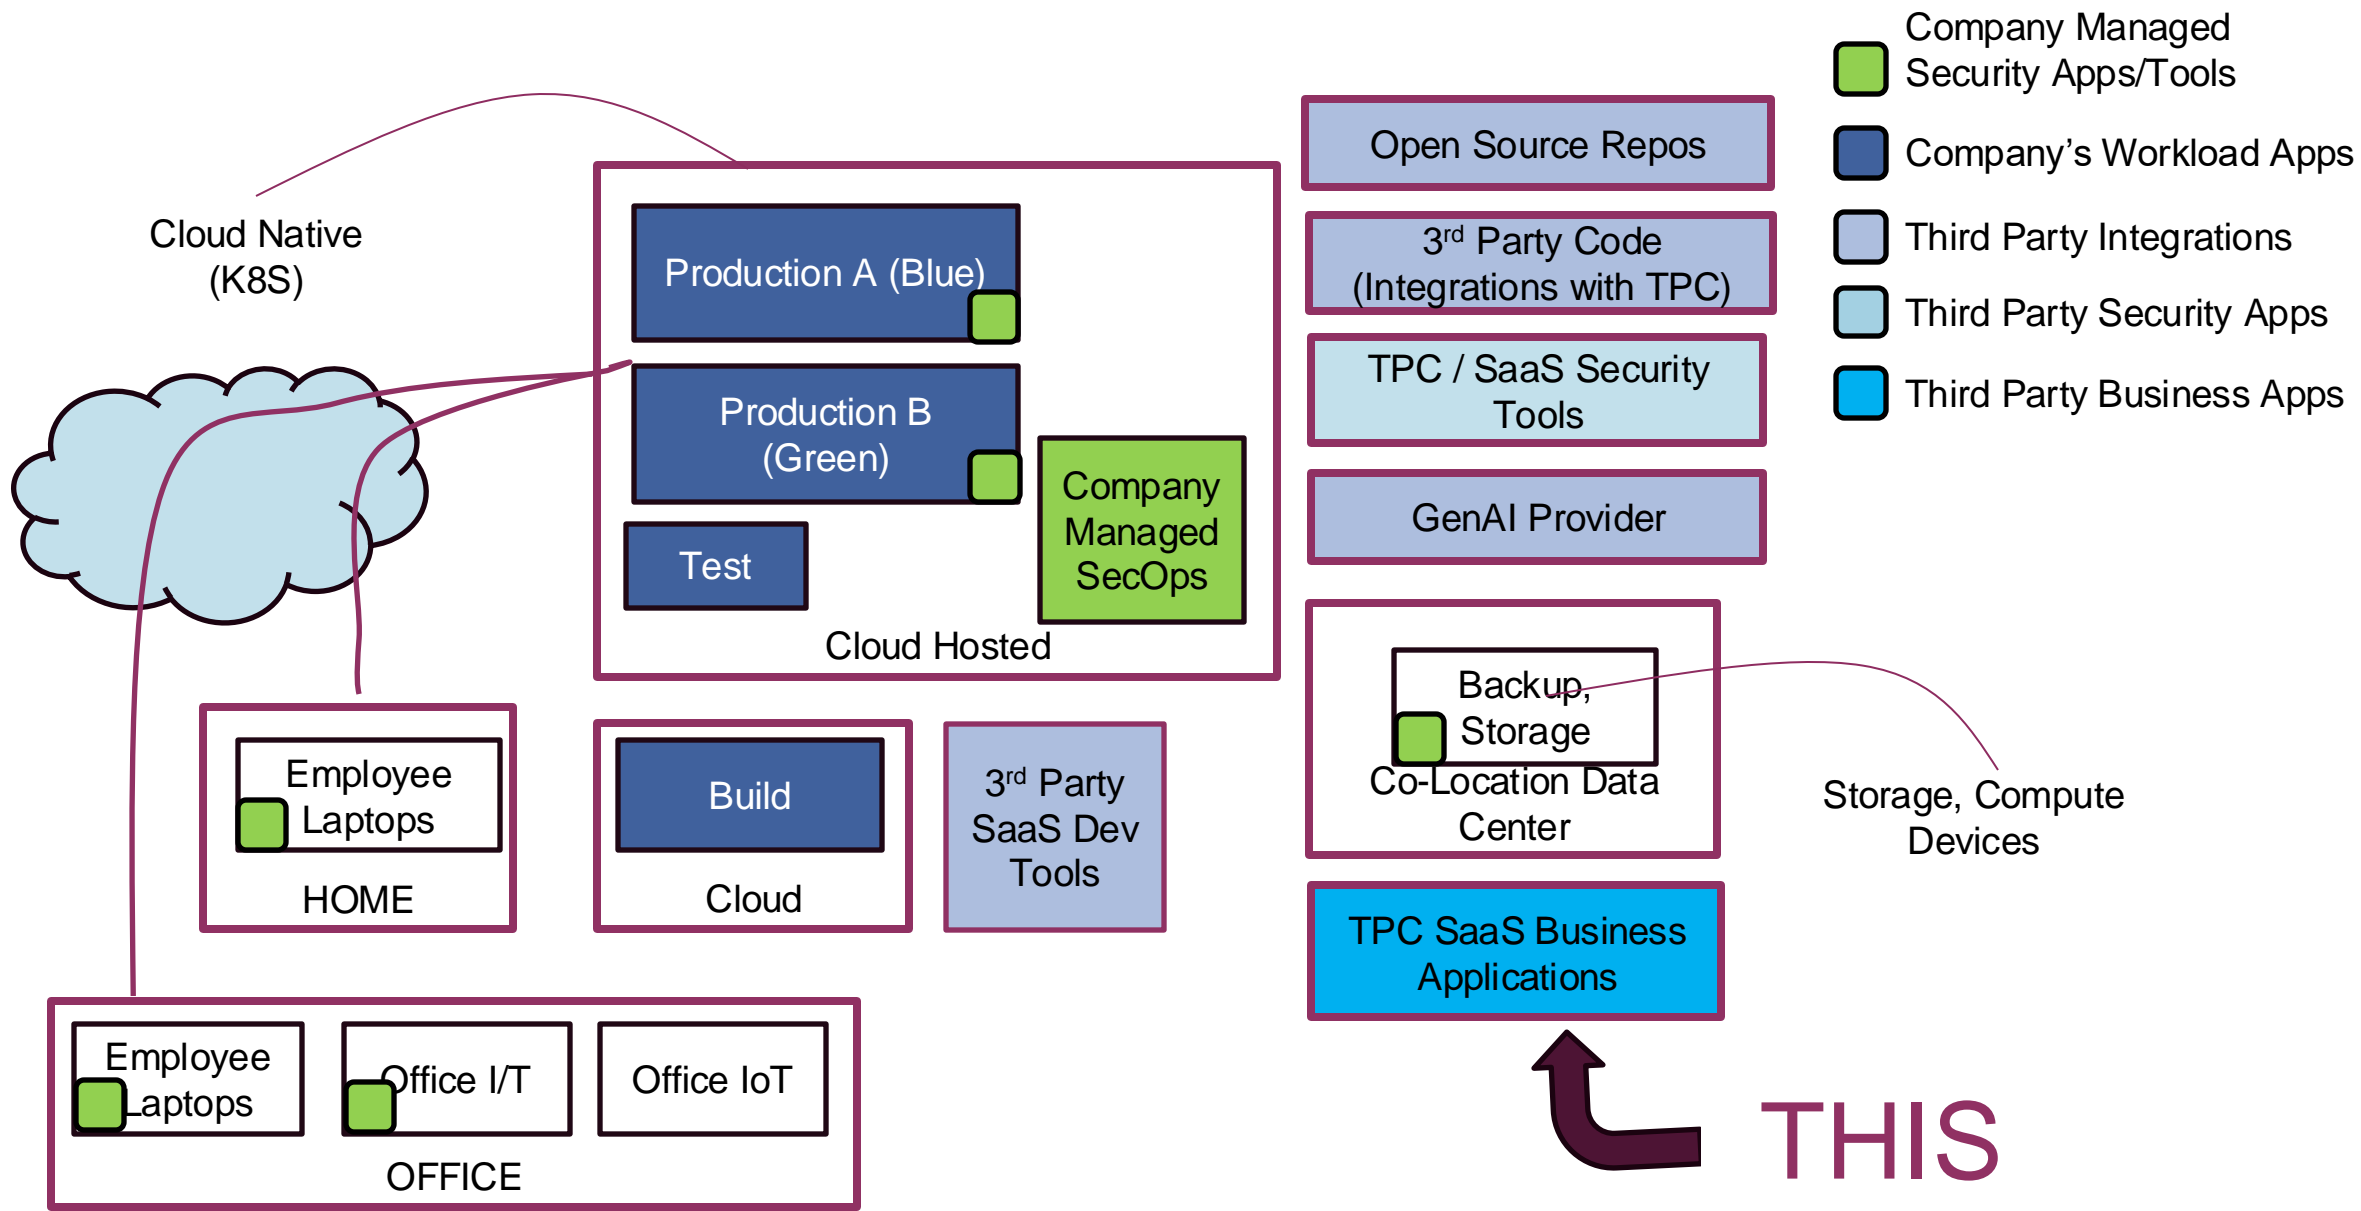 Company Managed
Security Apps/Tools
Company’s Workload Apps
Third Party Integrations
Third Party Security Apps
Third Party Business Apps
Cloud Native
(K8S)
Production A (Blue)
Production B
(Green)
Test
Company
Managed
SecOps
Cloud Hosted
Open Source Repos
3rd Party Code
(Integrations with TPC)
TPC / SaaS Security
Tools
GenAI Provider
Backup,
Storage
Co-Location Data
Center
Storage, Compute
Devices
TPC SaaS Business
Applications
THIS
Employee
Laptops
HOME
Build
Cloud
3rd Party
SaaS Dev
Tools
Employee
Laptops
Office I/T
Office IoT
OFFICE